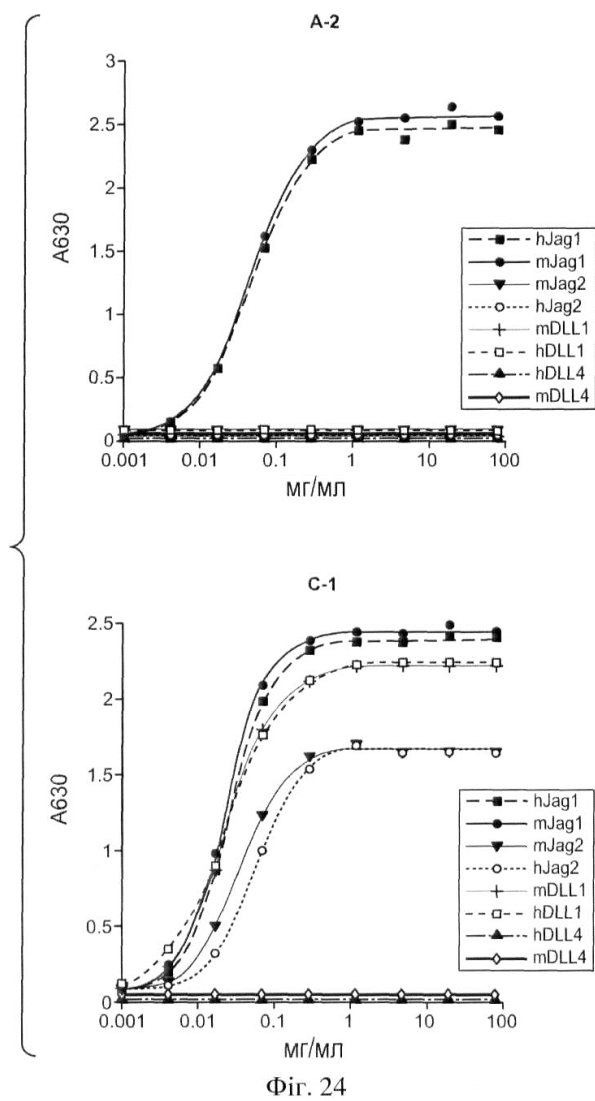 A-2
3
2.5
2
1.5
1
0.5
0
A630
0.001
0.01
0.1
1
10
100
мг/мл
hJag1
mJag1
mJag2
hJag2
mDLL1
hDLL1
hDLL4
mDLL4
C-1
2.5
2
1.5
1
0.5
0
A630
0.001
0.01
0.1
1
10
100
мг/мл
hJag1
mJag1
mJag2
hJag2
mDLL1
hDLL1
hDLL4
mDLL4
Фіг. 24